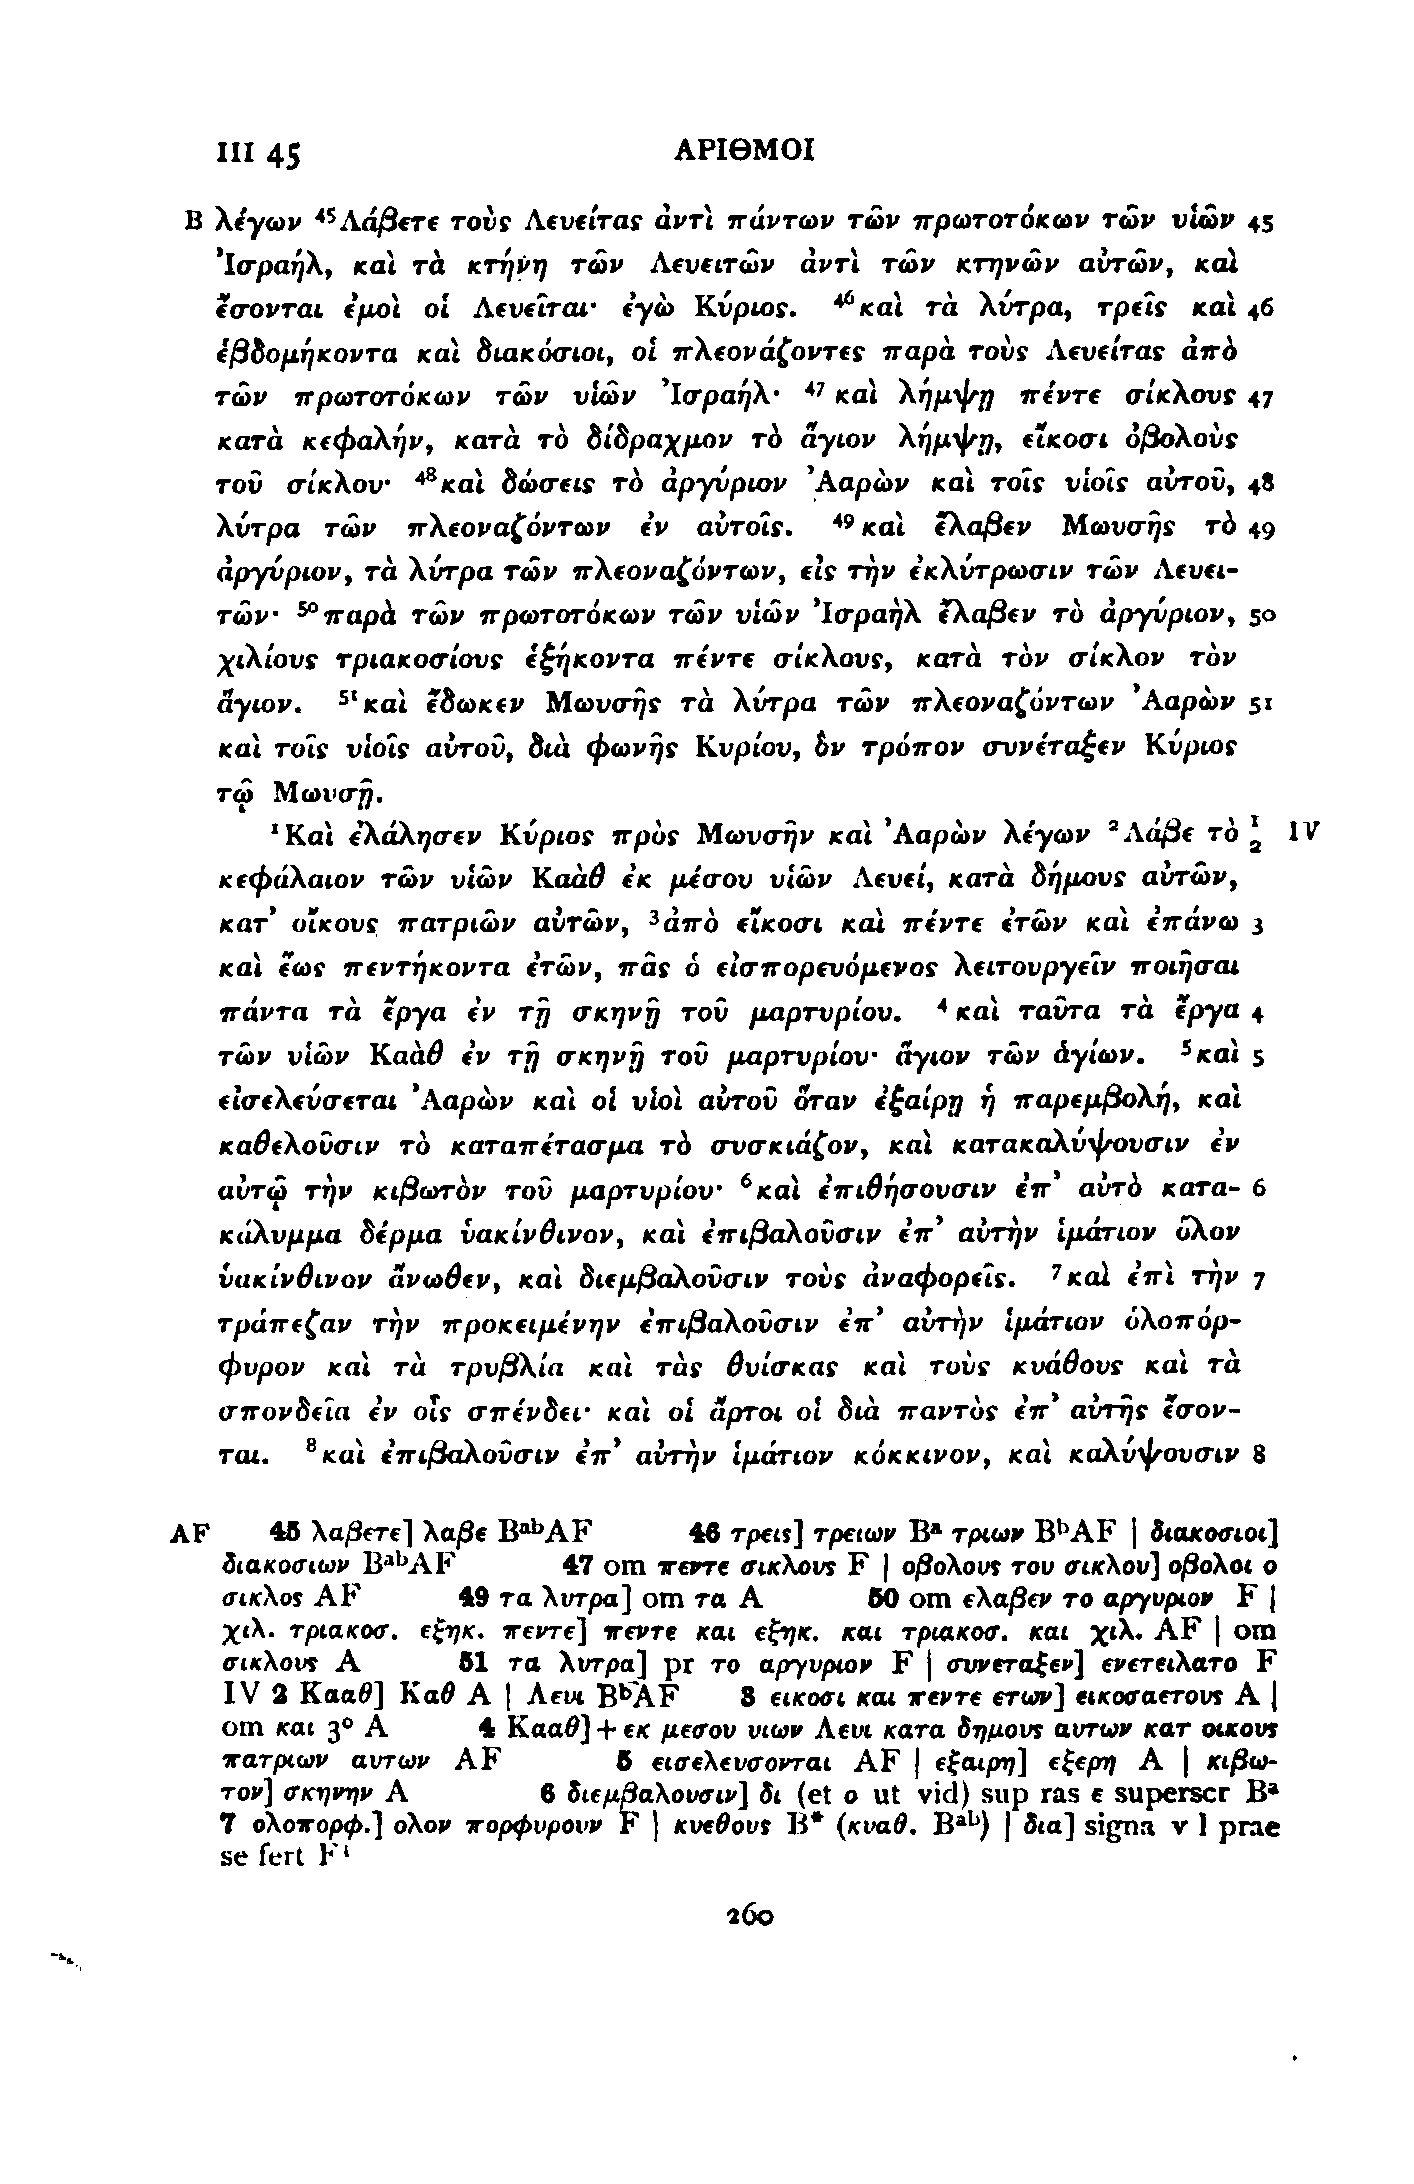 III 45 ΑΡΙΘΜΟΙ
B λέγων ⁴⁵Λάβετε τοὺς Λευείτας ἀντὶ πάντων τῶν πρωτοτόκων τῶν υἱῶν 45
Ἰσραήλ, καὶ τὰ κτήνη τῶν Λευειτῶν ἀντὶ τῶν κτηνῶν αὐτῶν, καὶ
ἔσονται ἐμοὶ οἱ Λευεῖται· ἐγὼ Κύριος. ⁴⁶καὶ τὰ λύτρα, τρεῖς καὶ 46
ἑβδομήκοντα καὶ διακόσιοι, οἱ πλεονάζοντες παρὰ τοὺς Λευείτας ἀπὸ
τῶν πρωτοτόκων τῶν υἱῶν Ἰσραήλ· ⁴⁷καὶ λήμψῃ πέντε σίκλους 47
κατὰ κεφαλήν, κατὰ τὸ δίδραχμον τὸ ἅγιον λήμψῃ, εἴκοσι ὀβολοὺς
τοῦ σίκλου· ⁴⁸καὶ δώσεις τὸ ἀργύριον Ἀαρὼν καὶ τοῖς υἱοῖς αὐτοῦ, 48
λύτρα τῶν πλεοναζόντων ἐν αὐτοῖς. ⁴⁹καὶ ἔλαβεν Μωυσῆς τὸ 49
ἀργύριον, τὰ λύτρα τῶν πλεοναζόντων, εἰς τὴν ἐκλύτρωσιν τῶν Λευει-
τῶν· ⁵⁰παρὰ τῶν πρωτοτόκων τῶν υἱῶν Ἰσραὴλ ἔλαβεν τὸ ἀργύριον, 50
χιλίους τριακοσίους ἑξήκοντα πέντε σίκλους, κατὰ τὸν σίκλον τὸν
ἅγιον. ⁵¹καὶ ἔδωκεν Μωυσῆς τὰ λύτρα τῶν πλεοναζόντων Ἀαρὼν 51
καὶ τοῖς υἱοῖς αὐτοῦ, διὰ φωνῆς Κυρίου, ὃν τρόπον συνέταξεν Κύριος
τῷ Μωυσῇ.
¹Καὶ ἐλάλησεν Κύριος πρὸς Μωυσῆν καὶ Ἀαρὼν λέγων ²Λάβε τὸ 1 2 IV
κεφάλαιον τῶν υἱῶν Καὰθ ἐκ μέσου υἱῶν Λευεί, κατὰ δήμους αὐτῶν,
κατ' οἴκους πατριῶν αὐτῶν, ³ἀπὸ εἴκοσι καὶ πέντε ἐτῶν καὶ ἐπάνω 3
καὶ ἕως πεντήκοντα ἐτῶν, πᾶς ὁ εἰσπορευόμενος λειτουργεῖν ποιῆσαι
πάντα τὰ ἔργα ἐν τῇ σκηνῇ τοῦ μαρτυρίου. ⁴καὶ ταῦτα τὰ ἔργα 4
τῶν υἱῶν Καὰθ ἐν τῇ σκηνῇ τοῦ μαρτυρίου· ἅγιον τῶν ἁγίων. ⁵καὶ 5
εἰσελεύσεται Ἀαρὼν καὶ οἱ υἱοὶ αὐτοῦ ὅταν ἐξαίρῃ ἡ παρεμβολή, καὶ
καθελοῦσιν τὸ καταπέτασμα τὸ συσκιάζον, καὶ κατακαλύψουσιν ἐν
αὐτῷ τὴν κιβωτὸν τοῦ μαρτυρίου· ⁶καὶ ἐπιθήσουσιν ἐπ' αὐτὸ κατα- 6
κάλυμμα δέρμα ὑακίνθινον, καὶ ἐπιβαλοῦσιν ἐπ' αὐτὴν ἱμάτιον ὅλον
ὑακίνθινον ἄνωθεν, καὶ διεμβαλοῦσιν τοὺς ἀναφορεῖς. ⁷καὶ ἐπὶ τὴν 7
τράπεζαν τὴν προκειμένην ἐπιβαλοῦσιν ἐπ' αὐτὴν ἱμάτιον ὁλοπόρ-
φυρον καὶ τὰ τρυβλία καὶ τὰς θυίσκας καὶ τοὺς κυάθους καὶ τὰ
σπονδεῖα ἐν οἷς σπένδει· καὶ οἱ ἄρτοι οἱ διὰ παντὸς ἐπ' αὐτῆς ἔσον-
ται. ⁸καὶ ἐπιβαλοῦσιν ἐπ' αὐτὴν ἱμάτιον κόκκινον, καὶ καλύψουσιν 8
AF 45 λαβετε] λαβε Bᵃᵇ AF 46 τρεις] τρειων Bᵃ τριων Bᵇ AF | διακοσιοι]
διακοσιων Bᵃᵇ AF 47 om πεντε σικλους F | οβολους του σικλου] οβολοι ο
σικλος AF 49 τα λυτρα] om τα A 50 om ελαβεν το αργυριον F |
χιλ. τριακοσ. εξηκ. πεντε] πεντε και εξηκ. και τριακοσ. και χιλ. AF | om
σικλους A 51 τα λυτρα] pr το αργυριον F | συνεταξεν] ενετειλατο F
IV 2 Κααθ] Καθ A | Λευι Bᵇ AF 3 εικοσι και πεντε ετων] εικοσαετους A |
om και 3° A 4 Κααθ] + εκ μεσου υιων Λευι κατα δημους αυτων κατ οικους
πατριων αυτων AF 5 εισελευσονται AF | εξαιρη] εξερη A | κιβω-
τον] σκηνην A 6 διεμβαλουσιν] δι (et ο ut vid) sup ras ε superscr Bᵃ
7 ολοπορφ.] ολον πορφυρουν F | κυεθους B* (κυαθ. Bᵃᵇ) | δια] signa v l prae
se fert F¹
260